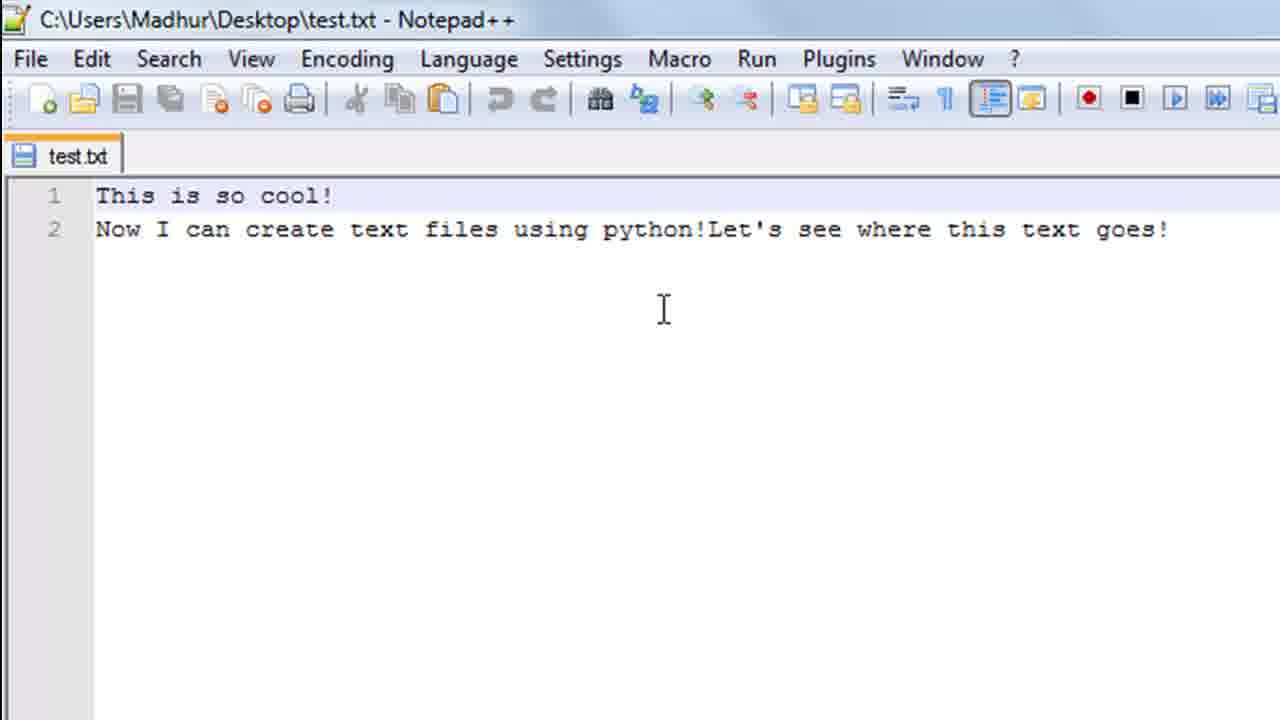 C:\Users\Madhur\Desktop\test.txt - Notepad++
File Edit Search View Encoding Language Settings Macro Run Plugins Window ?
test.txt
1 This is so cool!
2 Now I can create text files using python!Let's see where this text goes!